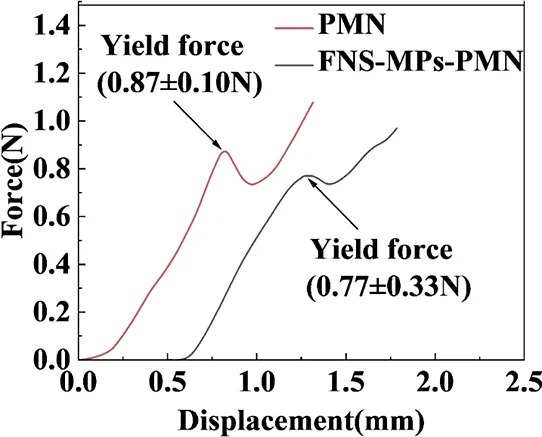 PMN
FNS-MPs-PMN
Yield force
(0.87±0.10N)
Yield force
(0.77±0.33N)
Force(N)
1.4
1.2
1.0
0.8
0.6
0.4
0.2
0.0
0.0 0.5 1.0 1.5 2.0 2.5
Displacement(mm)